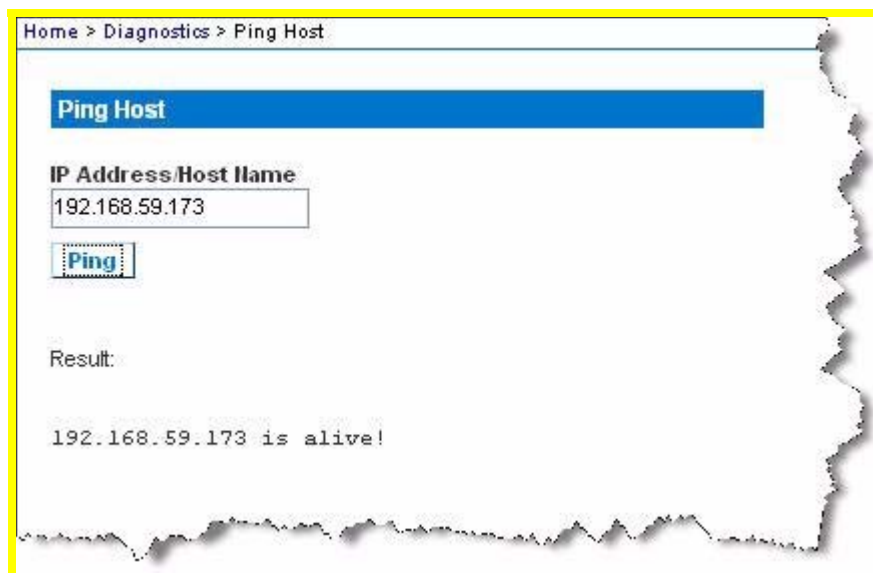 Home > Diagnostics > Ping Host
Ping Host
IP Address/Host Name
192.168.59.173
Ping
Result:
192.168.59.173 is alive!